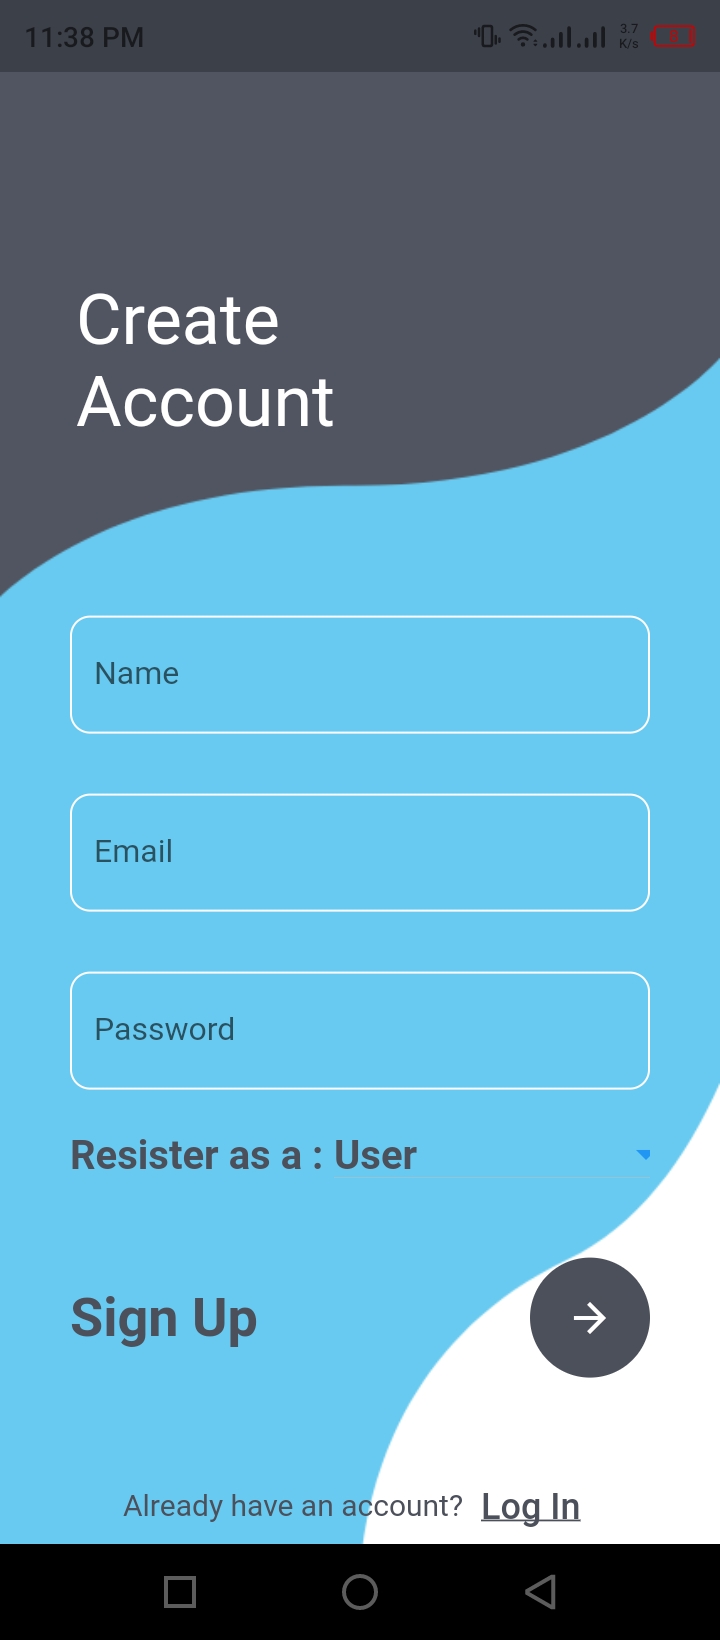 11:38 PM
3.7
K/s
Create
Account
Name
Email
Password
Resister as a : User
Sign Up
Already have an account? Log In